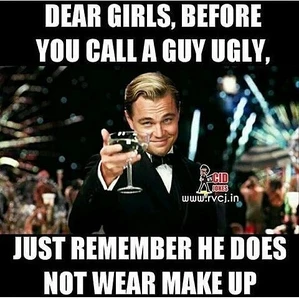 DEAR GIRLS, BEFORE
YOU CALL A GUY UGLY,
CID
JOKES
www.rvcj.in
JUST REMEMBER HE DOES
NOT WEAR MAKE UP